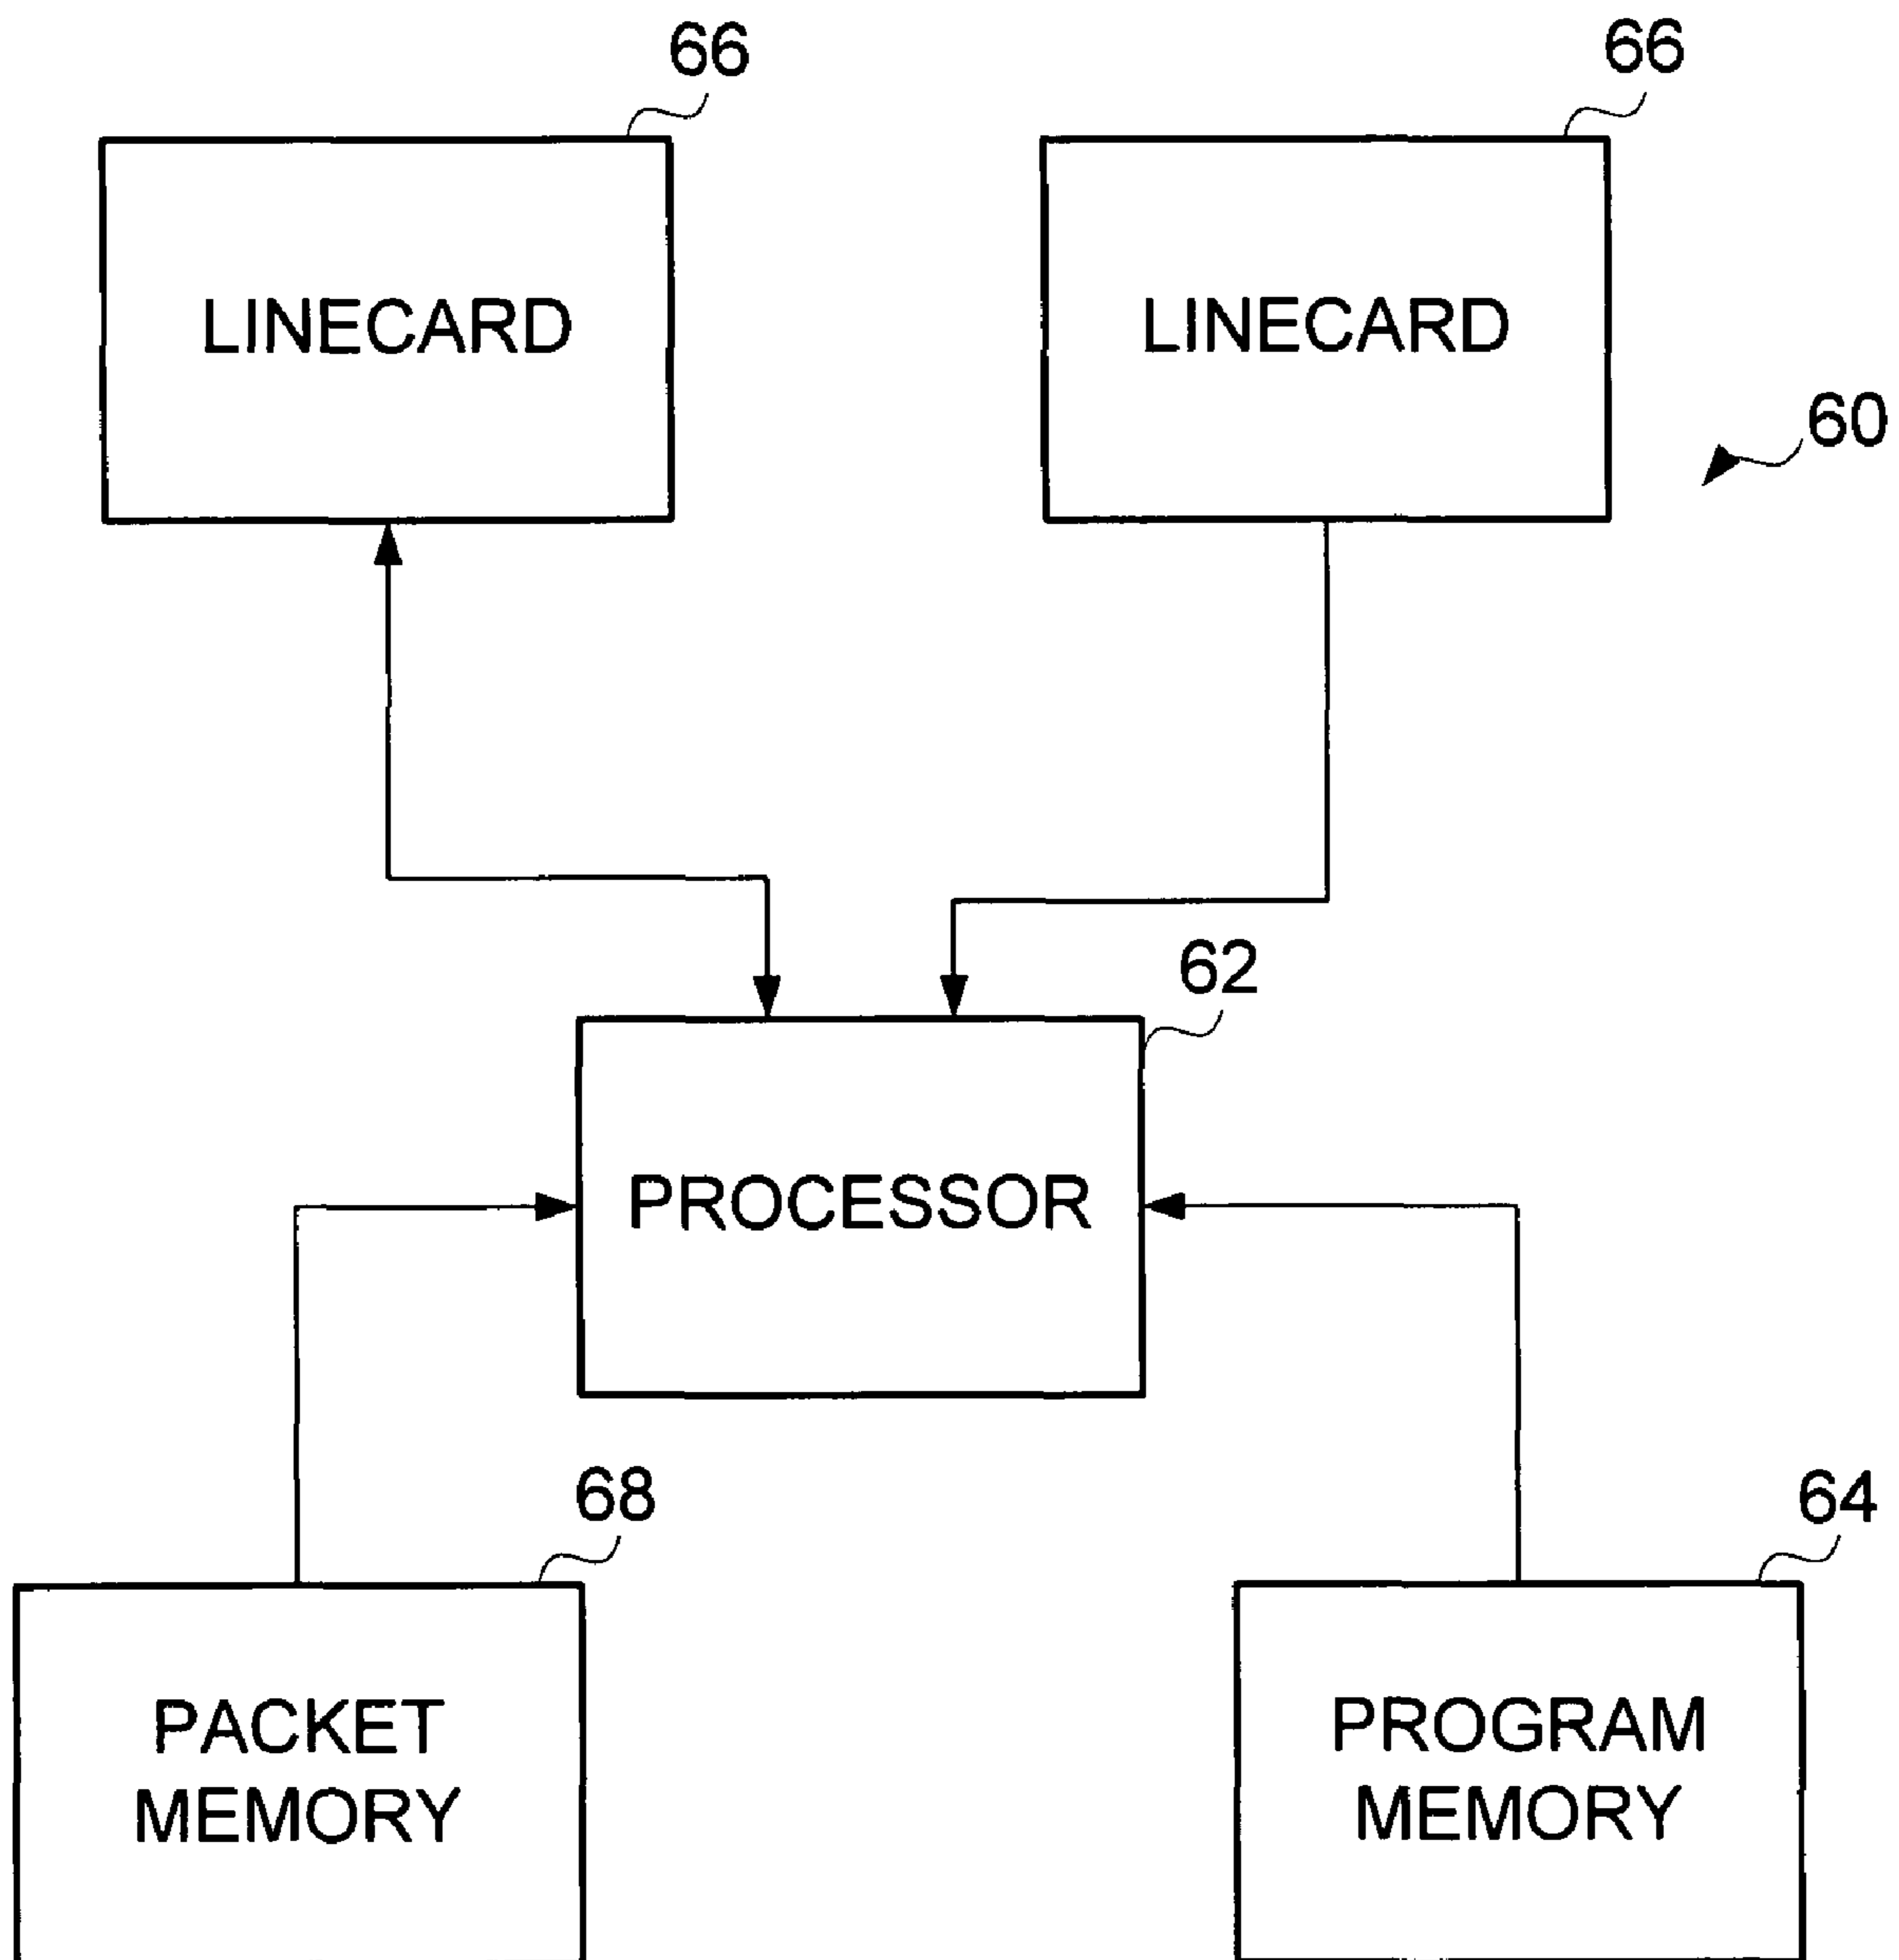 66
66
LINECARD
LINECARD
60
62
PROCESSOR
68
64
PACKET
MEMORY
PROGRAM
MEMORY